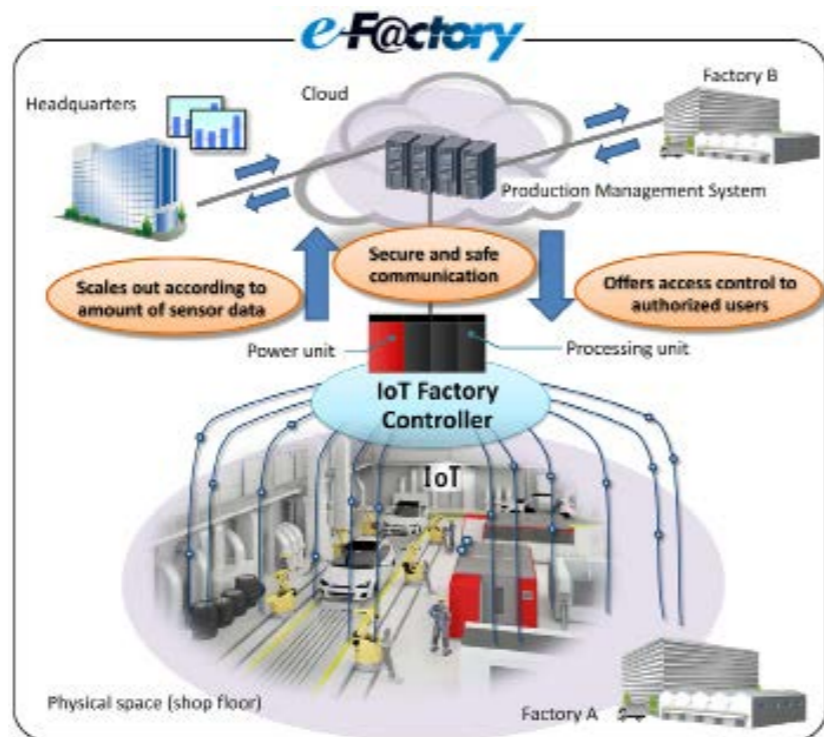 e-F@ctory
Headquarters
Cloud
Factory B
Production Management System
Scales out according to
amount of sensor data
Secure and safe
communication
Offers access control to
authorized users
Power unit
Processing unit
IoT Factory
Controller
IoT
Physical space (shop floor)
Factory A